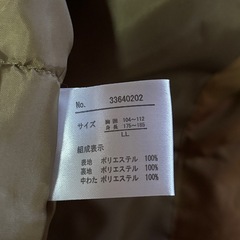 No. 33640202
サイズ 胸囲 104～112
身長 175～185
LL
組成表示
表地 ポリエステル 100%
裏地 ポリエステル 100%
中わた ポリエステル 100%